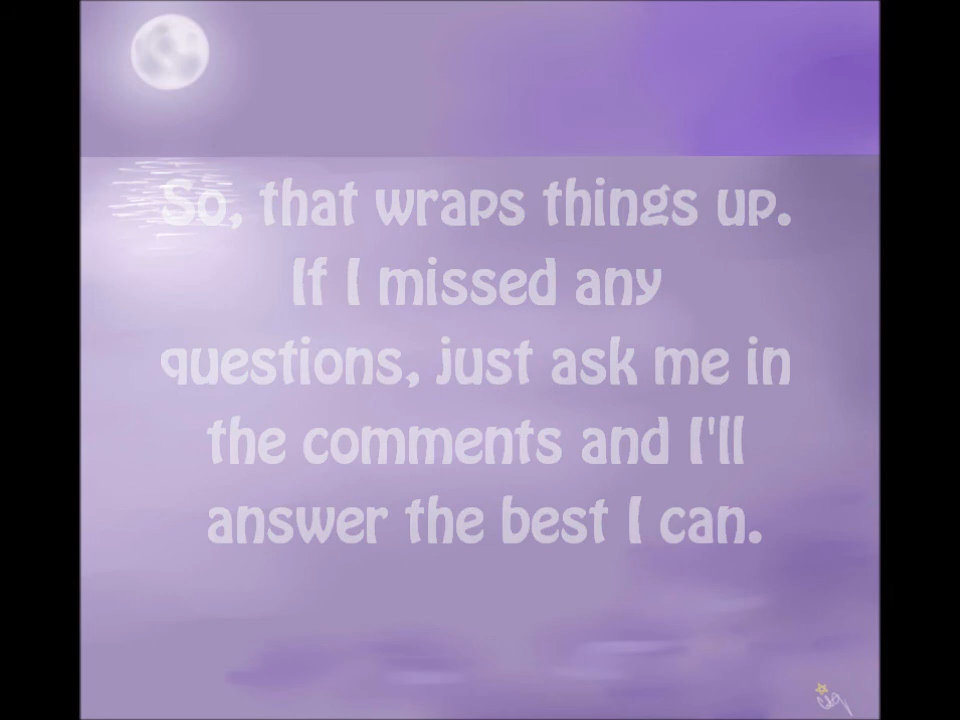 So, that wraps things up.
If I missed any
questions, just ask me in
the comments and I'll
answer the best I can.